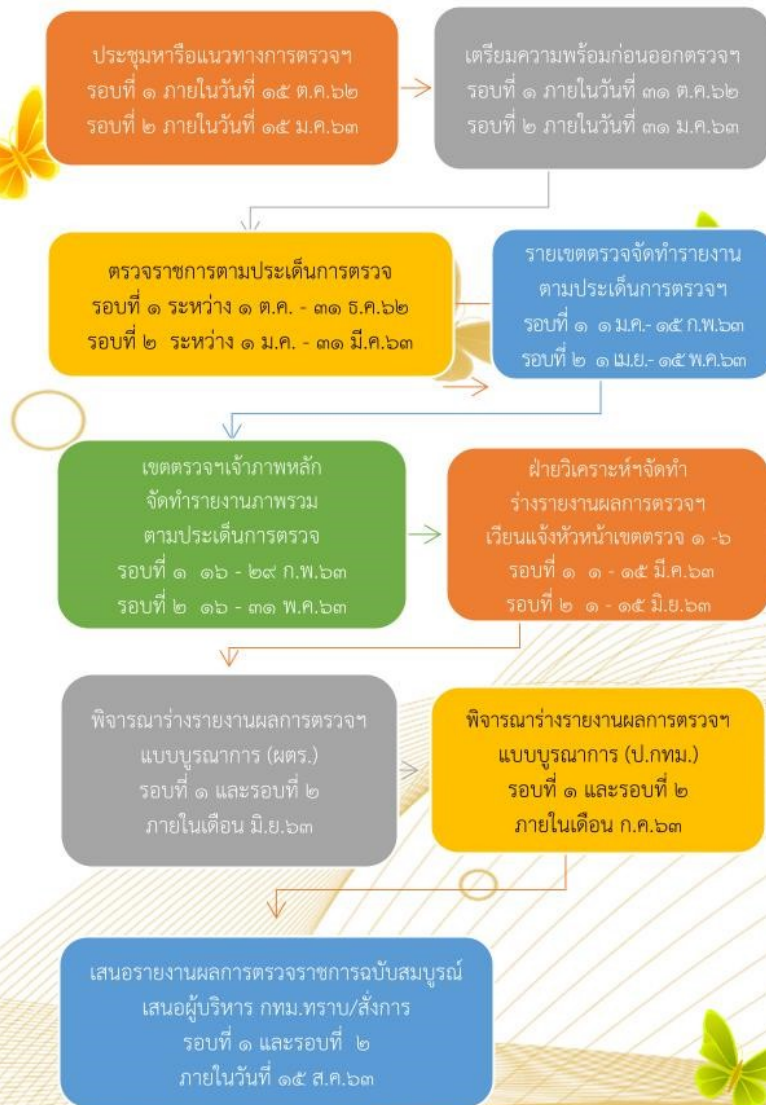 ประชุมหารือแนวทางการตรวจฯ
รอบที่ ๑ ภายในวันที่ ๑๕ ต.ค.๖๒
รอบที่ ๒ ภายในวันที่ ๑๕ ม.ค.๖๓
เตรียมความพร้อมก่อนออกตรวจฯ
รอบที่ ๑ ภายในวันที่ ๓๑ ต.ค.๖๒
รอบที่ ๒ ภายในวันที่ ๓๑ ม.ค.๖๓
ตรวจราชการตามประเด็นการตรวจ
รอบที่ ๑ ระหว่าง ๑ ต.ค. - ๓๑ ธ.ค.๖๒
รอบที่ ๒ ระหว่าง ๑ ม.ค. - ๓๑ มี.ค.๖๓
รายเขตตรวจจัดทำรายงาน
ตามประเด็นการตรวจฯ
รอบที่ ๑ ๑ ม.ค.- ๑๕ ก.พ.๖๓
รอบที่ ๒ ๑ เม.ย.- ๑๕ พ.ค.๖๓
เขตตรวจฯเจ้าภาพหลัก
จัดทำรายงานภาพรวม
ตามประเด็นการตรวจ
รอบที่ ๑ ๑๖ - ๒๙ ก.พ.๖๓
รอบที่ ๒ ๑๖ - ๓๑ พ.ค.๖๓
ฝ่ายวิเคราะห์ฯจัดทำ
ร่างรายงานผลการตรวจฯ
เวียนแจ้งหัวหน้าเขตตรวจ ๑ -๖
รอบที่ ๑ ๑ - ๑๕ มี.ค.๖๓
รอบที่ ๒ ๑ - ๑๕ มิ.ย.๖๓
พิจารณาร่างรายงานผลการตรวจฯ
แบบบูรณาการ (ผตร.)
รอบที่ ๑ และรอบที่ ๒
ภายในเดือน มิ.ย.๖๓
พิจารณาร่างรายงานผลการตรวจฯ
แบบบูรณาการ (ป.กทม.)
รอบที่ ๑ และรอบที่ ๒
ภายในเดือน ก.ค.๖๓
เสนอรายงานผลการตรวจราชการฉบับสมบูรณ์
เสนอผู้บริหาร กทม.ทราบ/สั่งการ
รอบที่ ๑ และรอบที่ ๒
ภายในวันที่ ๑๕ ส.ค.๖๓